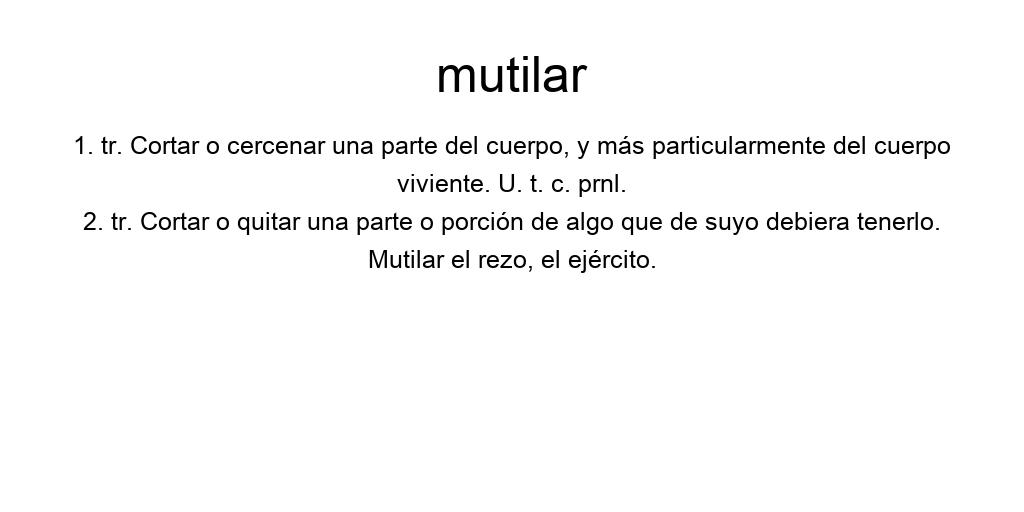 mutilar
1. tr. Cortar o cercenar una parte del cuerpo, y más particularmente del cuerpo
viviente. U. t. c. prnl.
2. tr. Cortar o quitar una parte o porción de algo que de suyo debiera tenerlo.
Mutilar el rezo, el ejército.